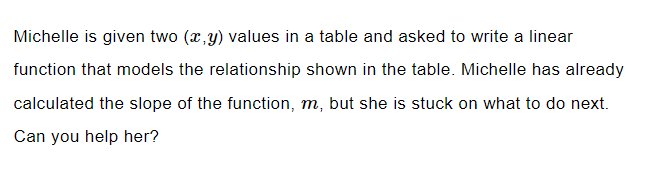 Michelle is given two (x,y) values in a table and asked to write a linear
function that models the relationship shown in the table. Michelle has already
calculated the slope of the function, m, but she is stuck on what to do next.
Can you help her?